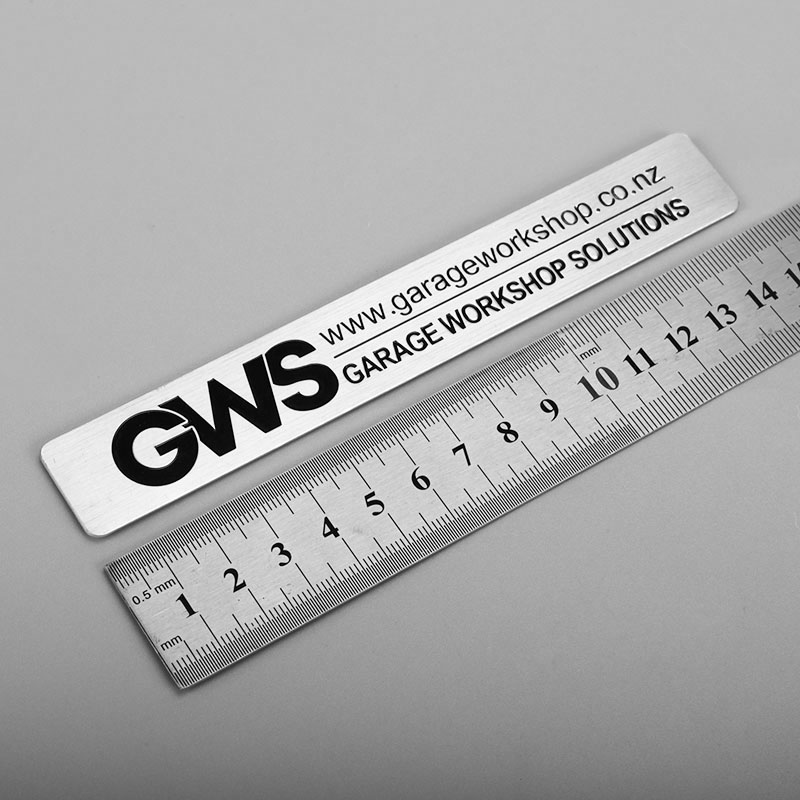 GWS
www.garageworkshop.co.nz
GARAGE WORKSHOP SOLUTIONS
0.5 mm
mm
1 2 3 4 5 6 7 8 9 10 11 12 13 14
mm